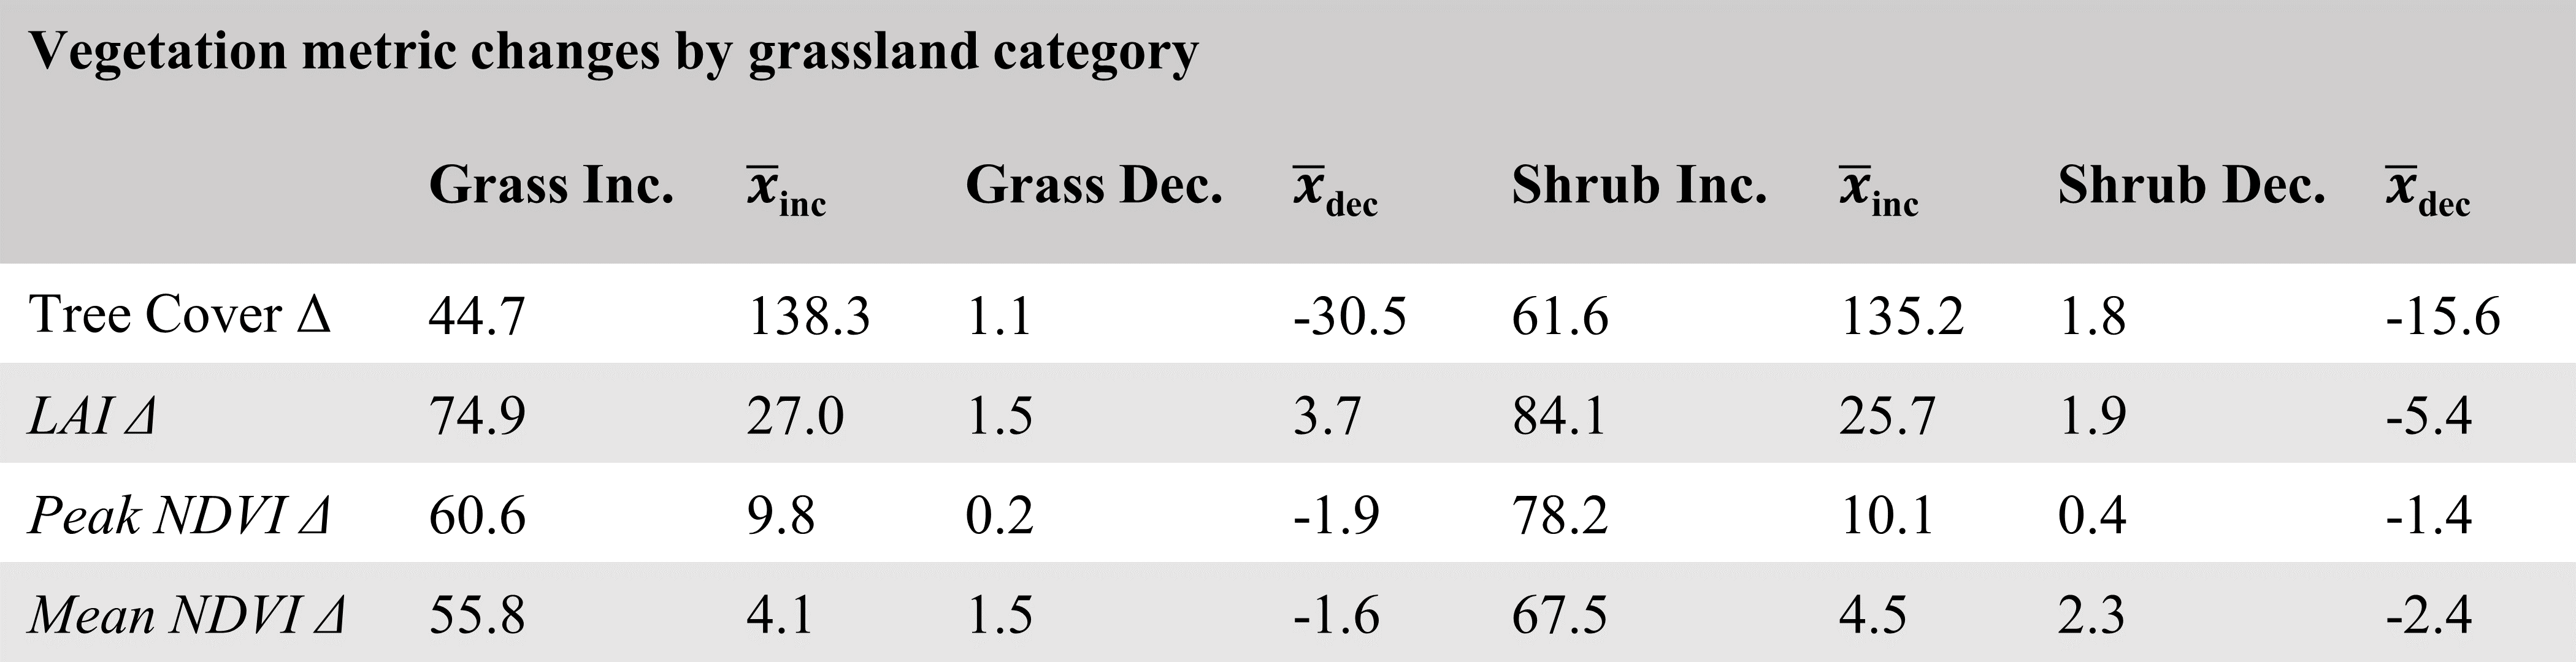 Vegetation metric changes by grassland category
Grass Inc. x̅inc Grass Dec. x̅dec Shrub Inc. x̅inc Shrub Dec. x̅dec
Tree Cover Δ 44.7 138.3 1.1 -30.5 61.6 135.2 1.8 -15.6
LAI Δ 74.9 27.0 1.5 3.7 84.1 25.7 1.9 -5.4
Peak NDVI Δ 60.6 9.8 0.2 -1.9 78.2 10.1 0.4 -1.4
Mean NDVI Δ 55.8 4.1 1.5 -1.6 67.5 4.5 2.3 -2.4